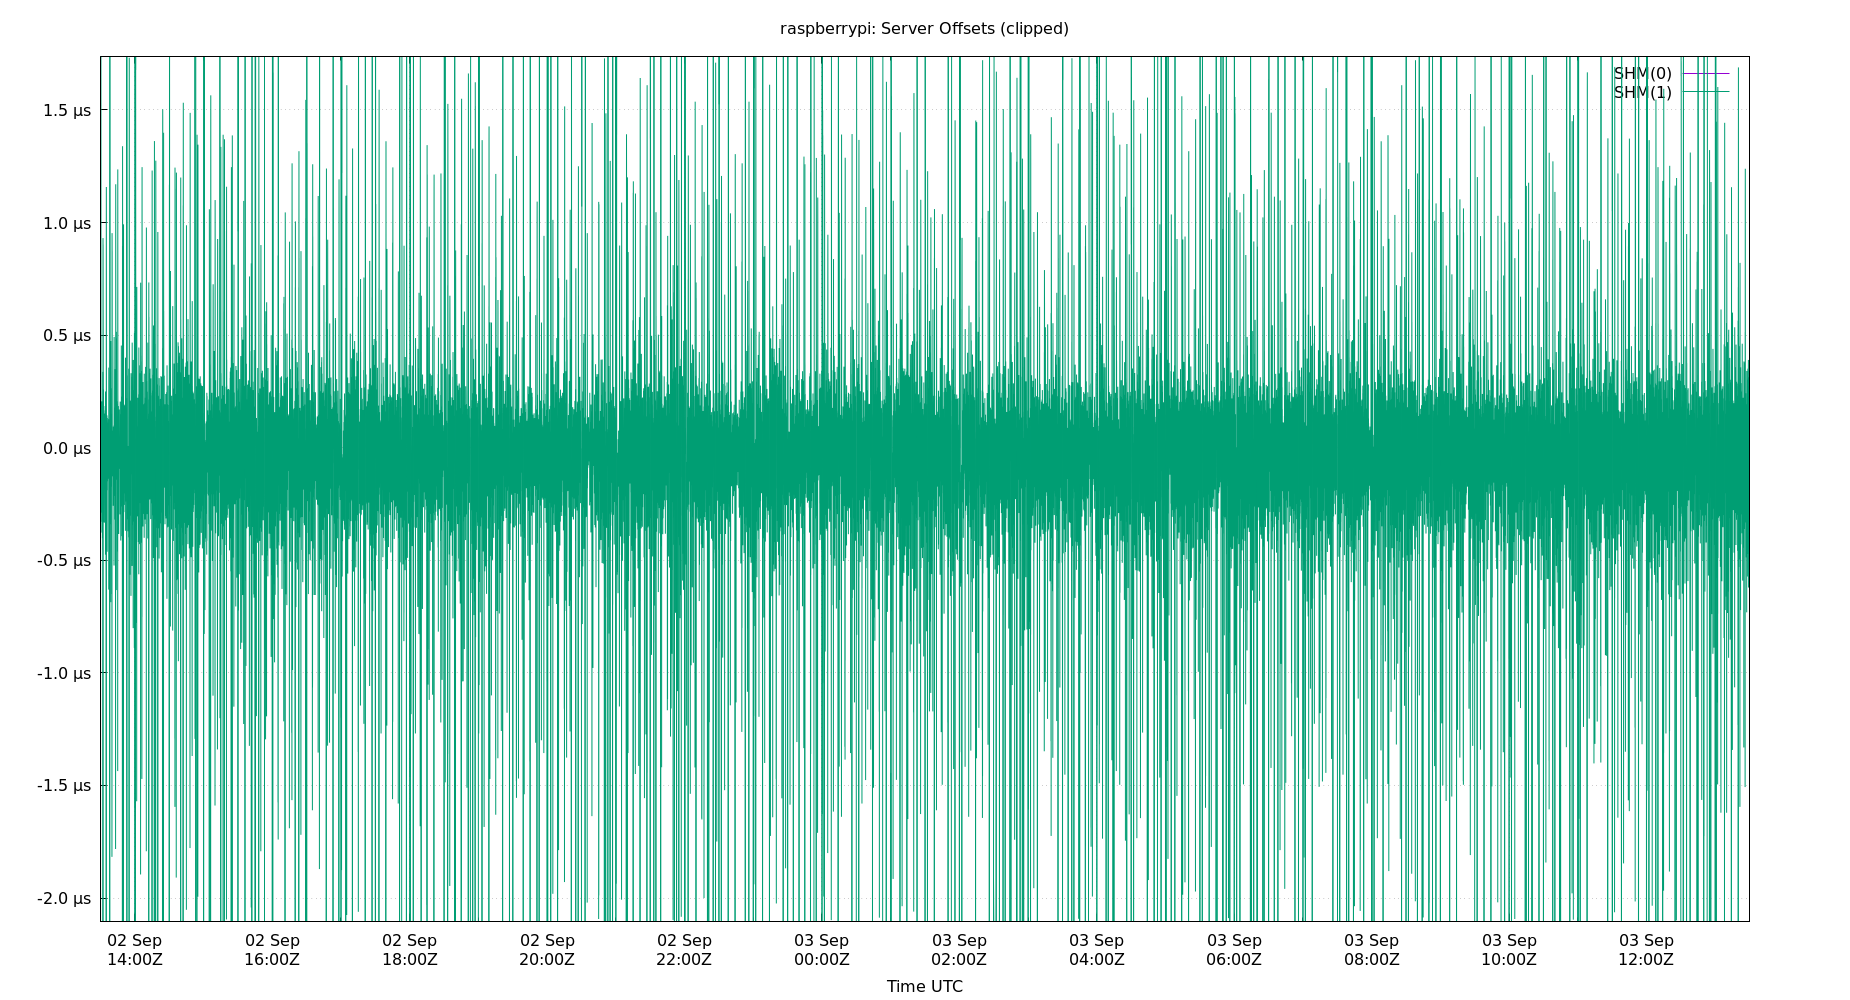 raspberrypi: Server Offsets (clipped)
SHM(0)
SHM(1)
1.5 µs
1.0 µs
0.5 µs
0.0 µs
-0.5 µs
-1.0 µs
-1.5 µs
-2.0 µs
02 Sep 02 Sep 02 Sep 02 Sep 02 Sep 03 Sep 03 Sep 03 Sep 03 Sep 03 Sep 03 Sep 03 Sep
14:00Z 16:00Z 18:00Z 20:00Z 22:00Z 00:00Z 02:00Z 04:00Z 06:00Z 08:00Z 10:00Z 12:00Z
Time UTC